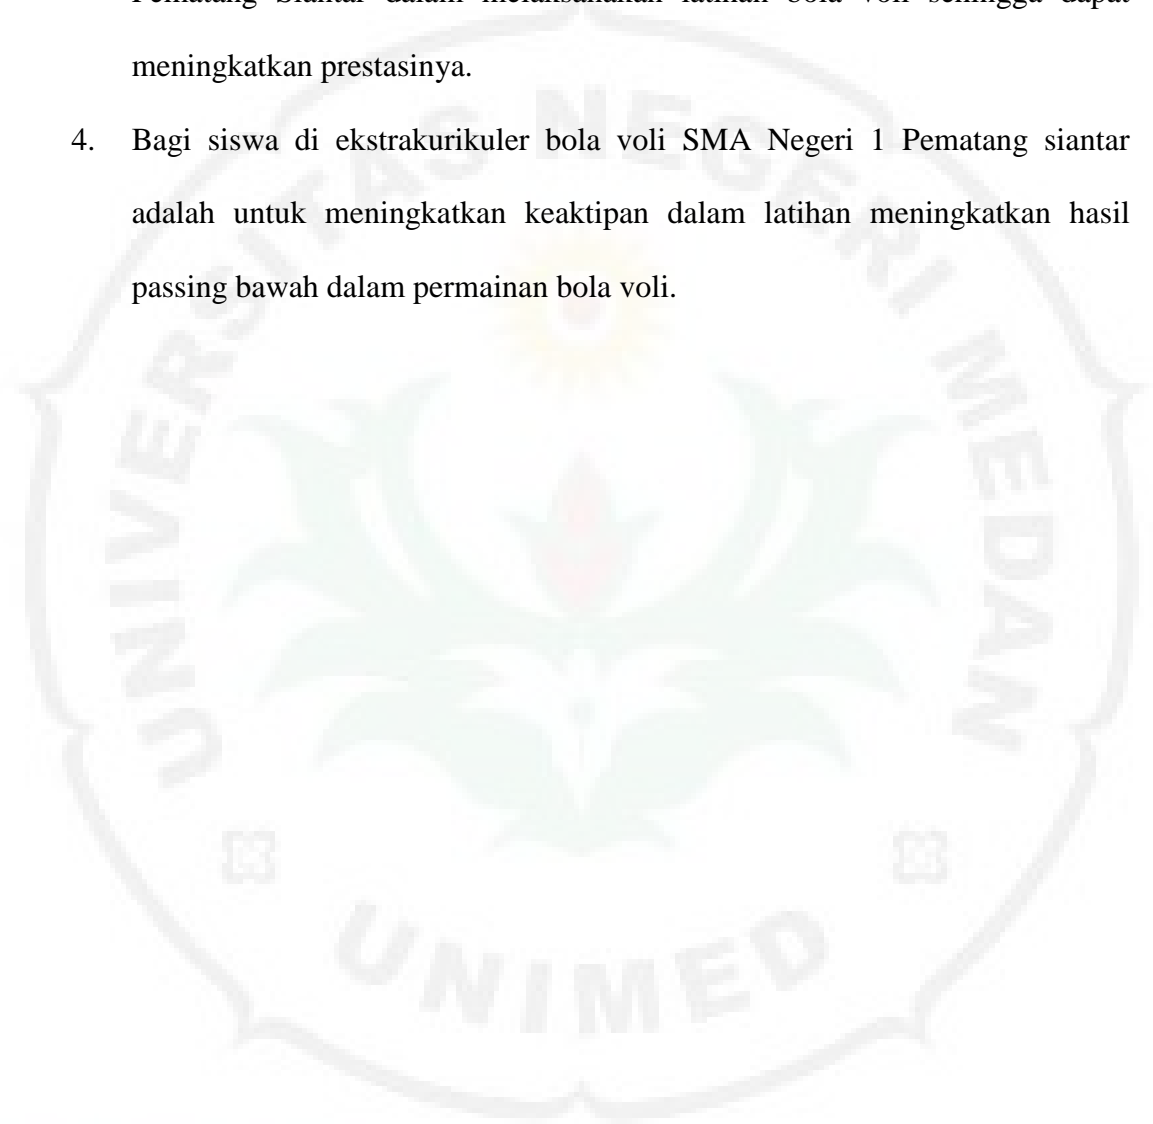 Pematang Siantar dalam melaksanakan latihan bola voli sehingga dapat
meningkatkan prestasinya.
4. Bagi siswa di ekstrakurikuler bola voli SMA Negeri 1 Pematang siantar
adalah untuk meningkatkan keaktipan dalam latihan meningkatkan hasil
passing bawah dalam permainan bola voli.
UNIVERSITAS NEGERI MEDAN
UNIMED